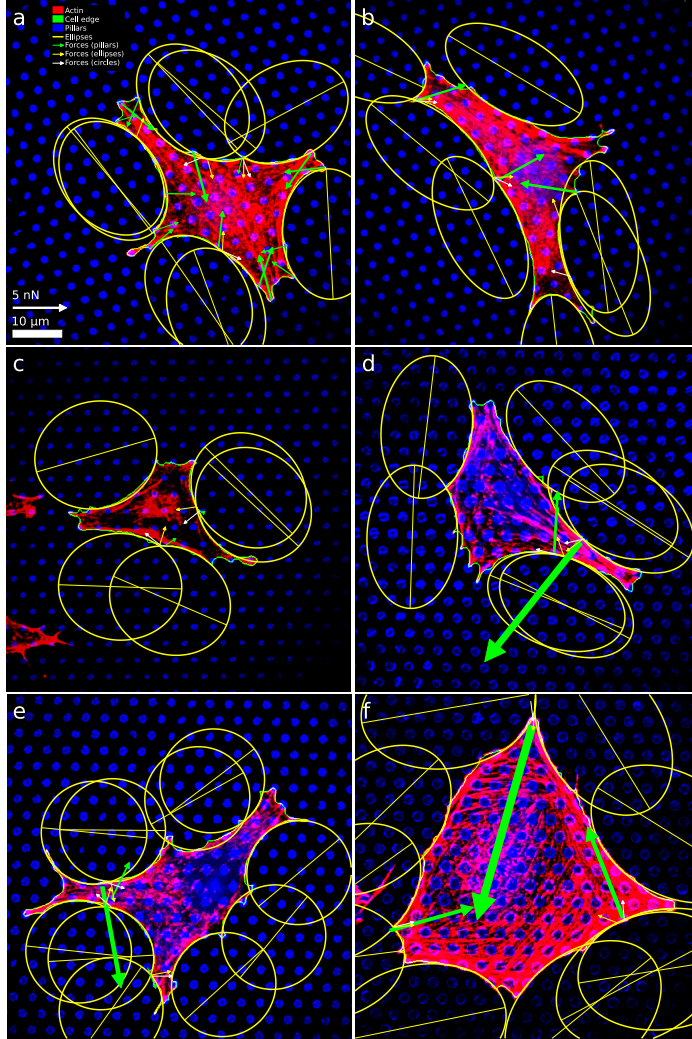 a
Actin
Cell edge
Pillars
Ellipses
Forces (pillars)
Forces (ellipses)
Forces (circles)
5 nN
10 μm
b
c
d
e
f